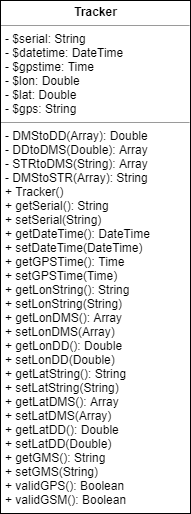 Tracker
- $serial: String
- $datetime: DateTime
- $gpstime: Time
- $lon: Double
- $lat: Double
- $gps: String
- DMStoDD(Array): Double
- DDtoDMS(Double): Array
- STRtoDMS(String): Array
- DMStoSTR(Array): String
+ Tracker()
+ getSerial(): String
+ setSerial(String)
+ getDateTime(): DateTime
+ setDateTime(DateTime)
+ getGPSTime(): Time
+ setGPSTime(Time)
+ getLonString(): String
+ setLonString(String)
+ getLonDMS(): Array
+ setLonDMS(Array)
+ getLonDD(): Double
+ setLonDD(Double)
+ getLatString(): String
+ setLatString(String)
+ getLatDMS(): Array
+ setLatDMS(Array)
+ getLatDD(): Double
+ setLatDD(Double)
+ getGMS(): String
+ setGMS(String)
+ validGPS(): Boolean
+ validGSM(): Boolean